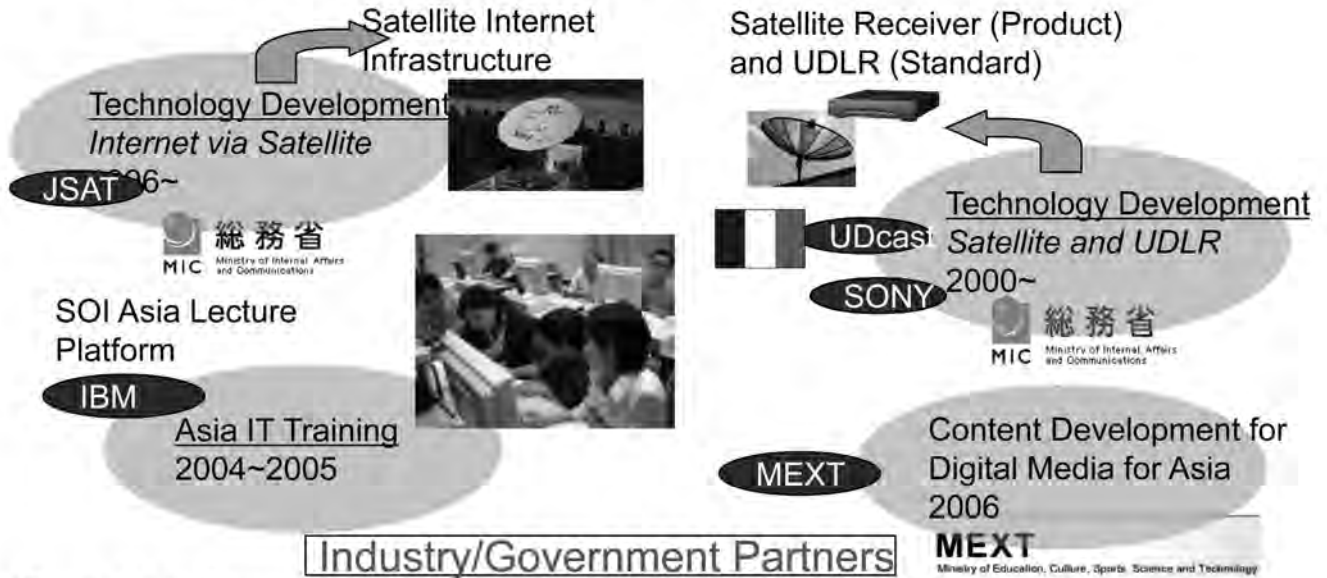 Satellite Internet
Infrastructure
Technology Development
Internet via Satellite
2006~
JSAT
総務省
MIC Ministry of Internal Affairs
and Communications
SOI Asia Lecture
Platform
IBM
Asia IT Training
2004~2005
Satellite Receiver (Product)
and UDLR (Standard)
Technology Development
Satellite and UDLR
2000~
UDcast
SONY
総務省
MIC Ministry of Internal Affairs
and Communications
Content Development for
Digital Media for Asia
2006
MEXT
MEXT
Ministry of Education, Culture, Sports, Science and Technology
Industry/Government Partners